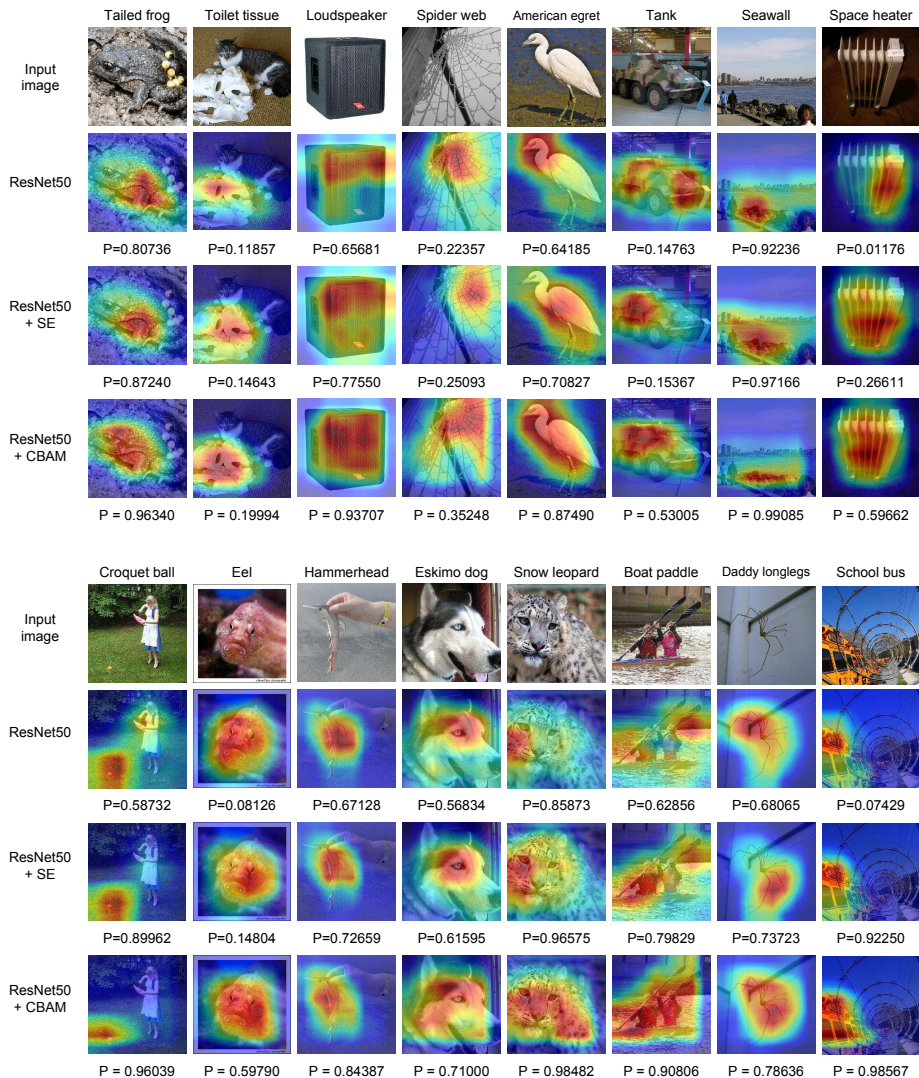 Tailed frog Toilet tissue Loudspeaker Spider web American egret Tank Seawall Space heater
Input
image
ResNet50
P=0.80736 P=0.11857 P=0.65681 P=0.22357 P=0.64185 P=0.14763 P=0.92236 P=0.01176
ResNet50
+ SE
P=0.87240 P=0.14643 P=0.77550 P=0.25093 P=0.70827 P=0.15367 P=0.97166 P=0.26611
ResNet50
+ CBAM
P = 0.96340 P = 0.19994 P = 0.93707 P = 0.35248 P = 0.87490 P = 0.53005 P = 0.99085 P = 0.59662
Croquet ball Eel Hammerhead Eskimo dog Snow leopard Boat paddle Daddy longlegs School bus
Input
image
ResNet50
P=0.58732 P=0.08126 P=0.67128 P=0.56834 P=0.85873 P=0.62856 P=0.68065 P=0.07429
ResNet50
+ SE
P=0.89962 P=0.14804 P=0.72659 P=0.61595 P=0.96575 P=0.79829 P=0.73723 P=0.92250
ResNet50
+ CBAM
P = 0.96039 P = 0.59790 P = 0.84387 P = 0.71000 P = 0.98482 P = 0.90806 P = 0.78636 P = 0.98567